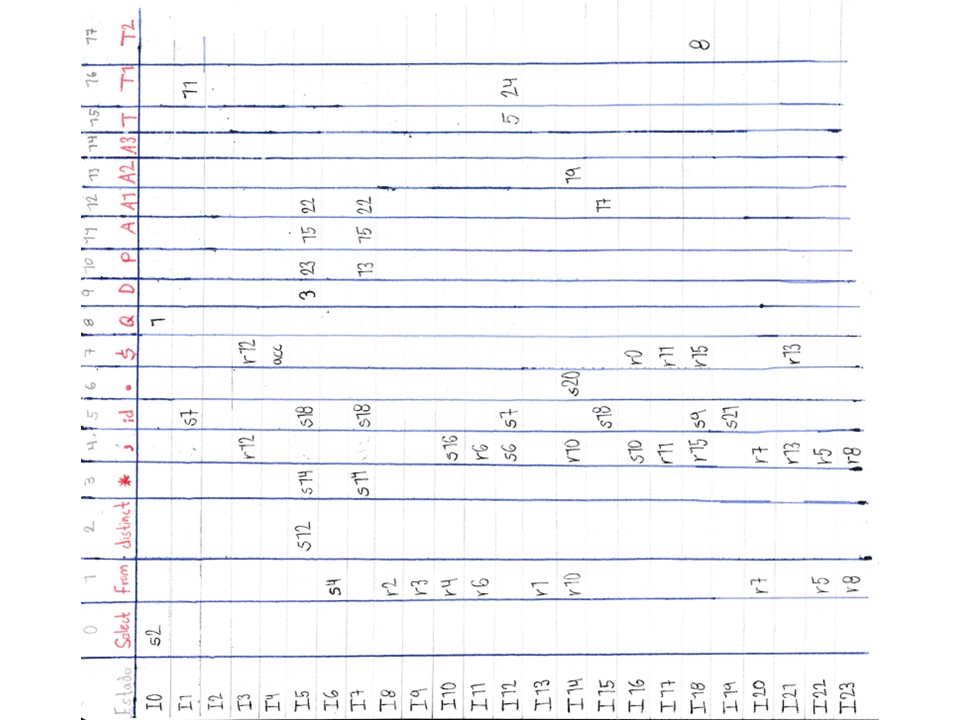 0 1 2 3 4. 5 6 7 8 9 10 11 12 13 14 15 16 17
Estado Select from distinct * ; id . $ Q D P A A1 A2 A3 T T1 T2
I0 s2 1
I1 s7 11
I2
I3 r12 r12
I4 acc
I5 s12 s14 s18 3 23 15 22
I6 s4
I7 s14 s18 13 15 22
I8 r2
I9 r3
I10 r4 s16
I11 r6 r6
I12 s6 s7 5 24
I13 r1
I14 r10 r10 s20 19
I15 s18 17
I16 s10 r0
I17 r11 r11
I18 r15 s9 r15 8
I19 s21
I20 r7 r7
I21 r13 r13
I22 r5 r5
I23 r8 r8